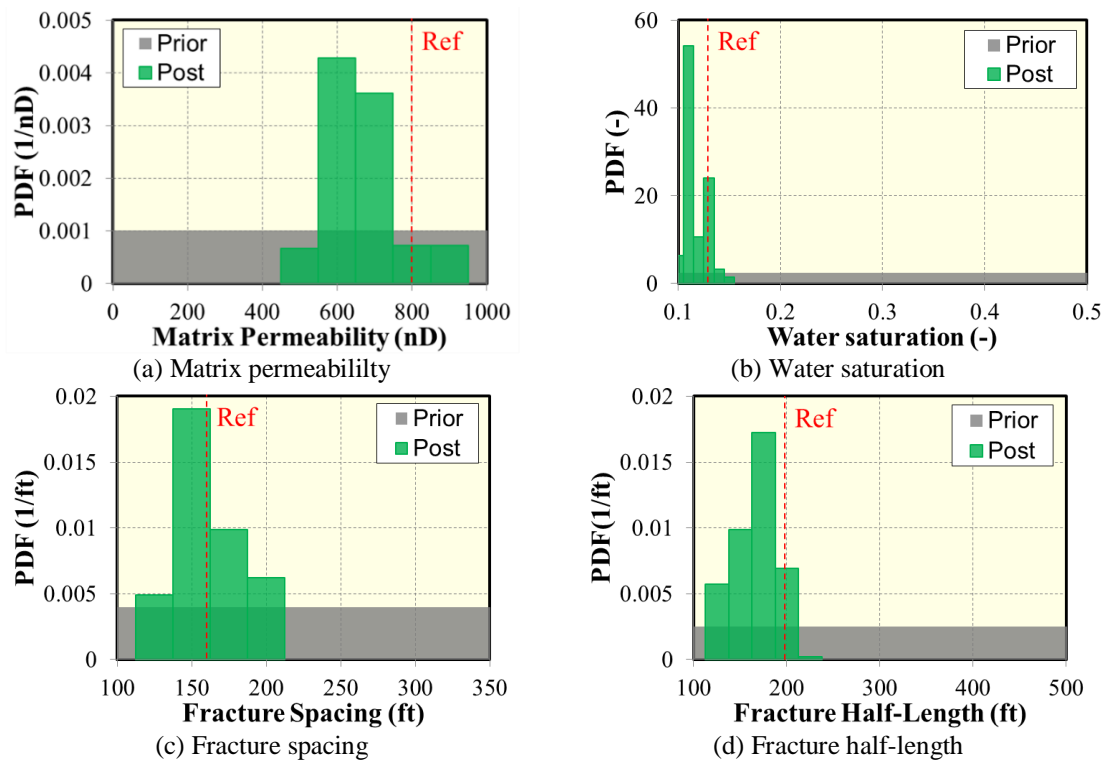 PDF (1/nD)
0.005
0.004
0.003
0.002
0.001
0
Prior
Post
Ref
0 200 400 600 800 1000
Matrix Permeability (nD)
(a) Matrix permeabililty
PDF (-)
60
40
20
0
Ref
Prior
Post
0.1 0.2 0.3 0.4 0.5
Water saturation (-)
(b) Water saturation
PDF (1/ft)
0.02
0.015
0.01
0.005
0
Ref
Prior
Post
100 150 200 250 300 350
Fracture Spacing (ft)
(c) Fracture spacing
PDF(1/ft)
0.02
0.015
0.01
0.005
0
Ref
Prior
Post
100 200 300 400 500
Fracture Half-Length (ft)
(d) Fracture half-length